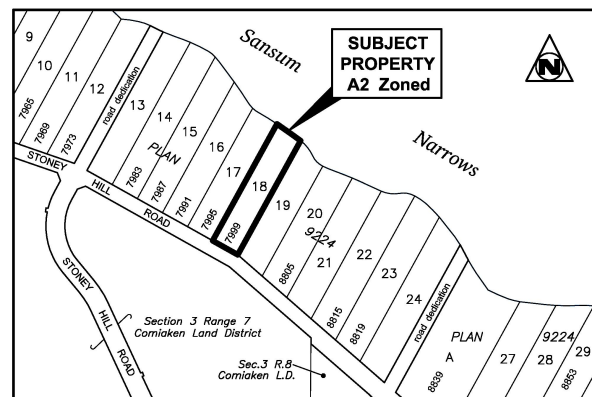 Sansum
Narrows
SUBJECT
PROPERTY
A2 Zoned
N
9
10
11
12
road dedication
13
14
15
16
17
18
19
20
21
22
23
24
road dedication
PLAN
A
27
28
29
PLAN
9224
9224
7965
7969
7973
7983
7987
7991
7995
7999
8805
8815
8819
8839
8853
STONEY
HILL
ROAD
STONEY
HILL
ROAD
Section 3 Range 7
Comiaken Land District
Sec.3 R.8
Comiaken L.D.